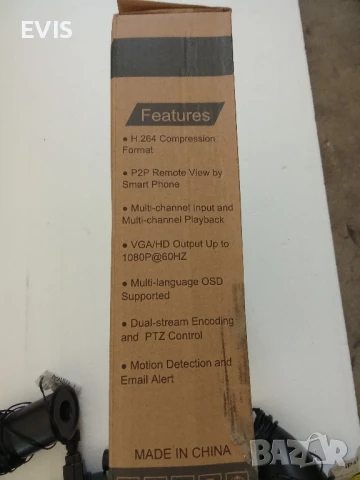 EVIS
Features
• H.264 Compression
Format
• P2P Remote View by
Smart Phone
• Multi-channel input and
Multi-channel Playback
• VGA/HD Output Up to
1080P@60HZ
• Multi-language OSD
Supported
• Dual-stream Encoding
and PTZ Control
• Motion Detection and
Email Alert
MADE IN CHINA
BAZAR